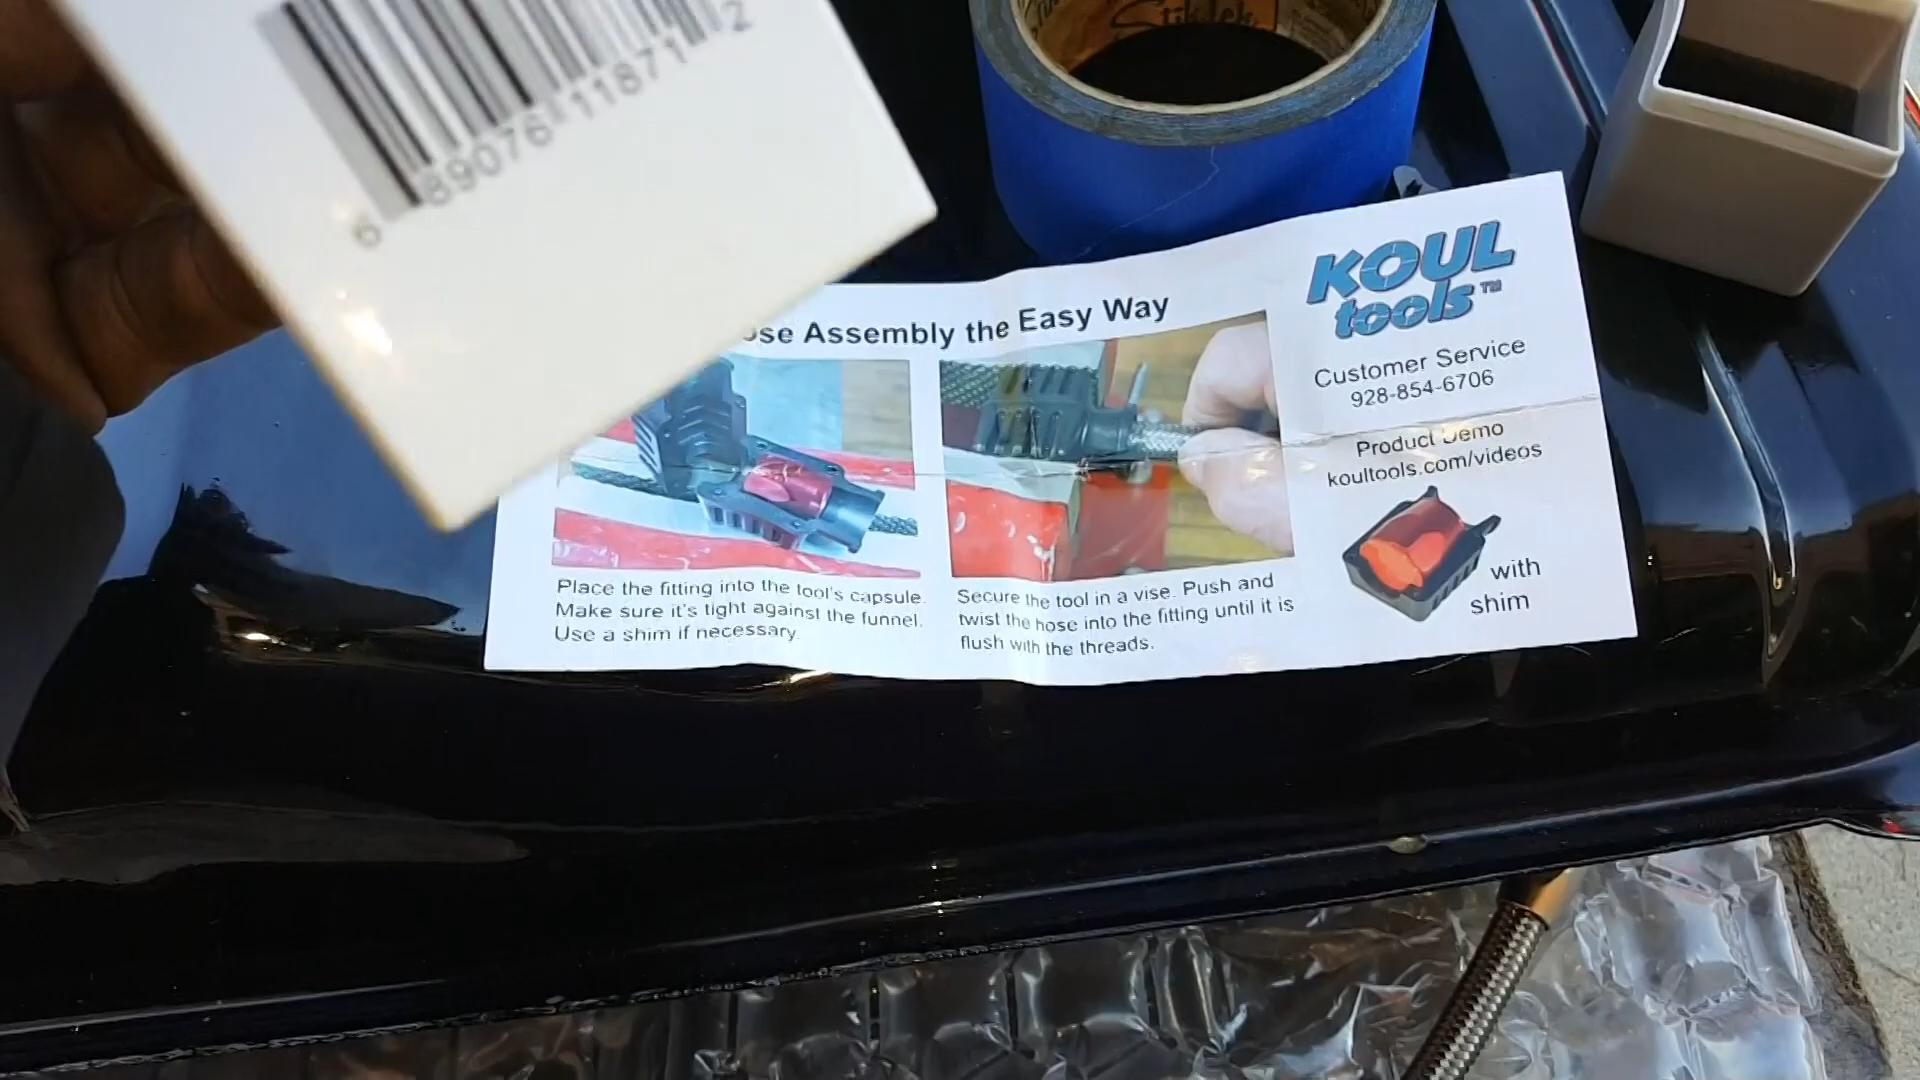 6 89076 11871 2
Assembly the Easy Way
KOUL
tools™
Customer Service
928-854-6706
Product Demo
koultools.com/videos
with
shim
Place the fitting into the tool's capsule.
Make sure it's tight against the funnel.
Use a shim if necessary.
Secure the tool in a vise. Push and
twist the hose into the fitting until it is
flush with the threads.